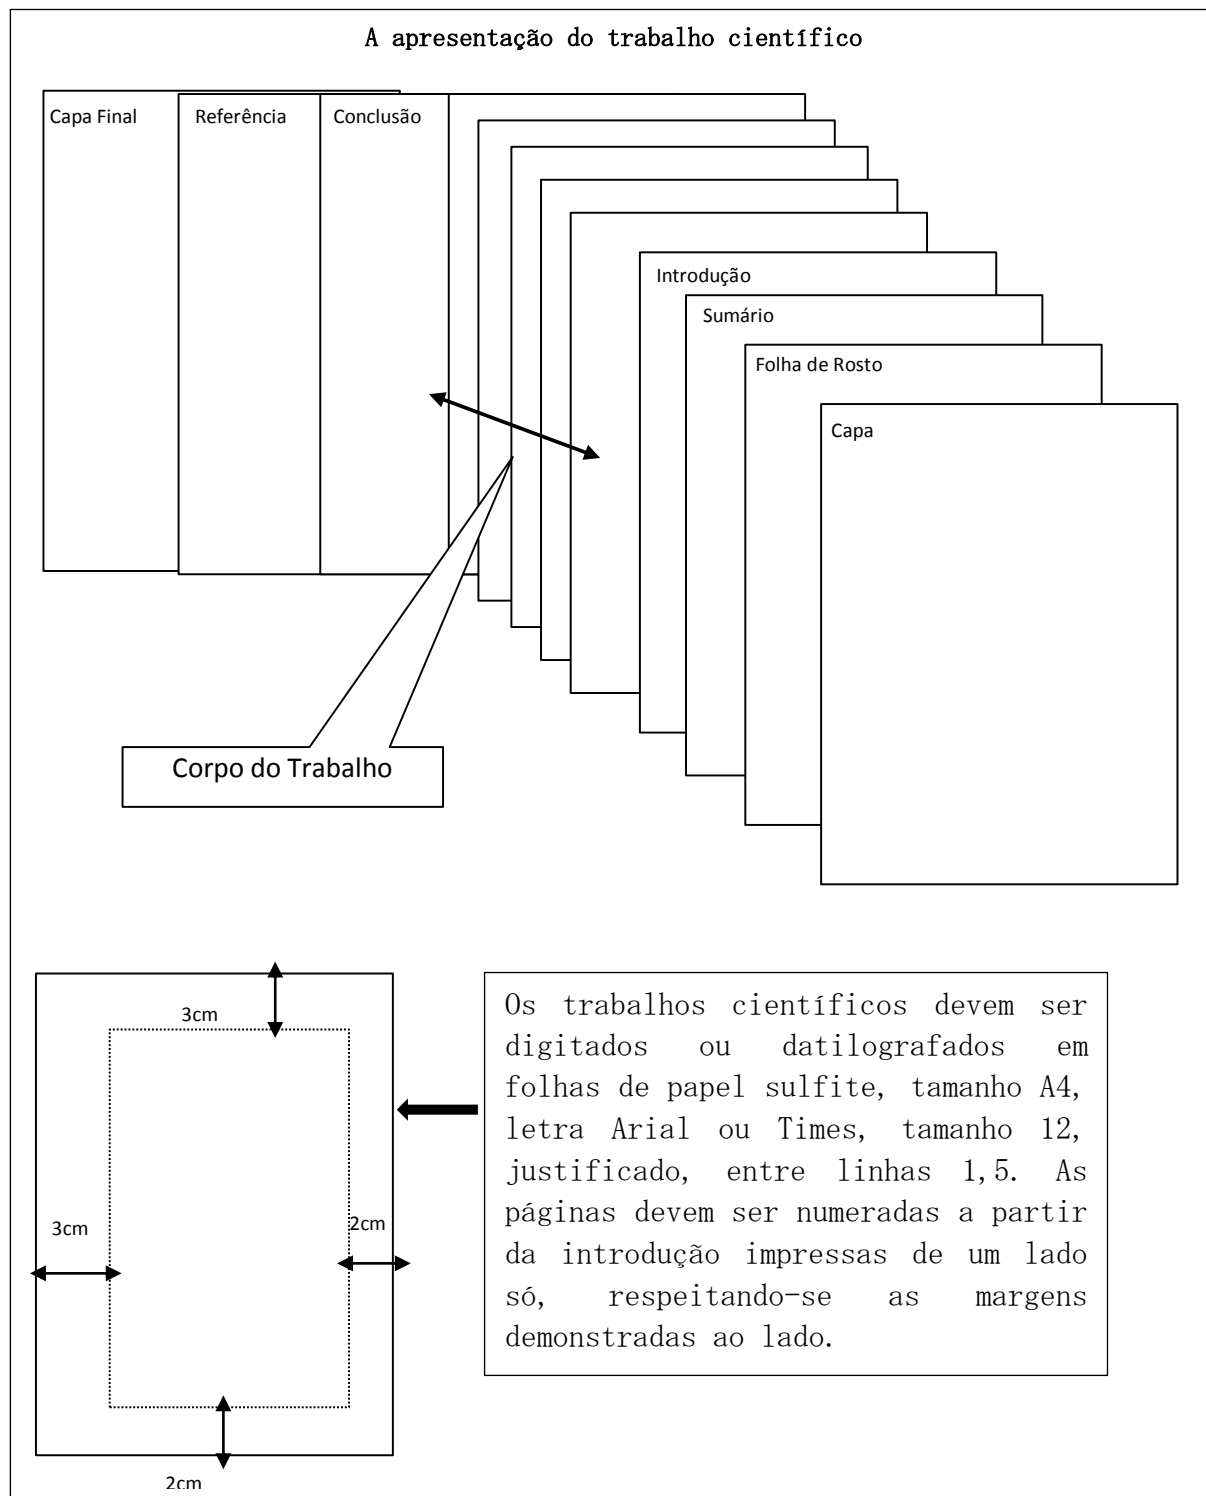 A apresentação do trabalho científico
Capa Final
Referência
Conclusão
Introdução
Sumário
Folha de Rosto
Capa
Corpo do Trabalho
3cm
3cm
2cm
2cm
Os trabalhos científicos devem ser
digitados ou datilografados em
folhas de papel sulfite, tamanho A4,
letra Arial ou Times, tamanho 12,
justificado, entre linhas 1,5. As
páginas devem ser numeradas a partir
da introdução impressas de um lado
só, respeitando-se as margens
demonstradas ao lado.